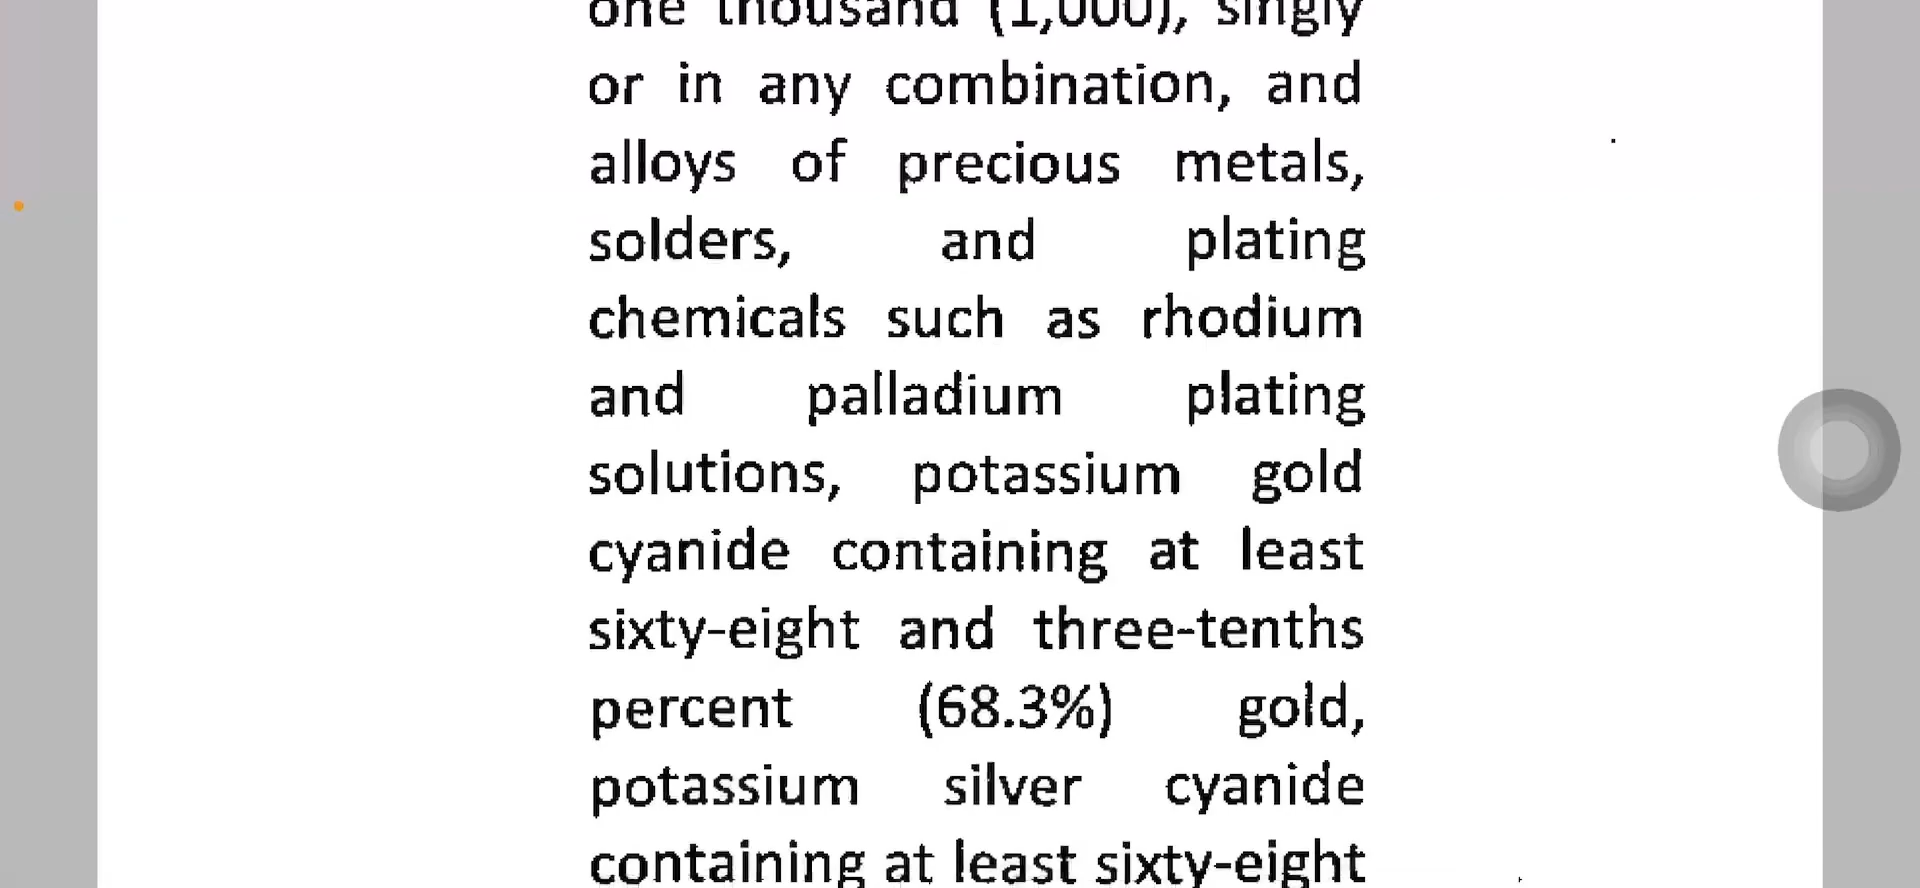 one thousand (1,000), singly
or in any combination, and
alloys of precious metals,
solders, and plating
chemicals such as rhodium
and palladium plating
solutions, potassium gold
cyanide containing at least
sixty-eight and three-tenths
percent (68.3%) gold,
potassium silver cyanide
containing at least sixty-eight